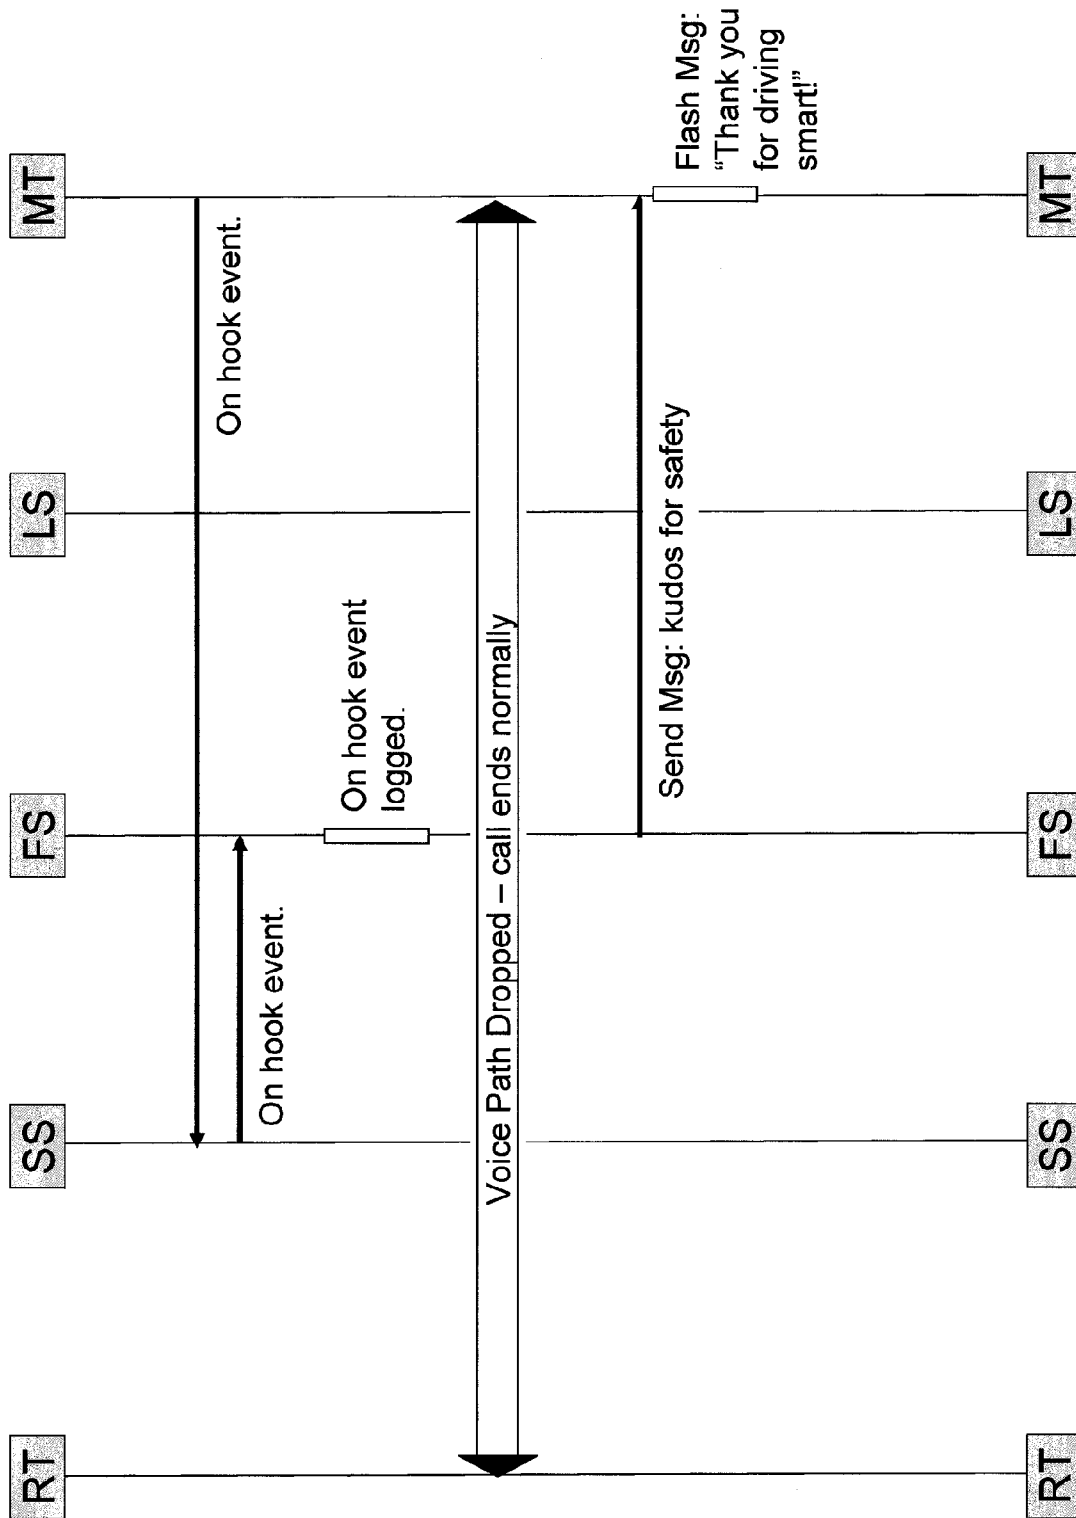 RT
SS
FS
LS
MT
On hook event.
On hook event.
On hook event
logged.
Voice Path Dropped – call ends normally
Send Msg: kudos for safety
Flash Msg:
“Thank you
for driving
smart!”
RT
SS
FS
LS
MT